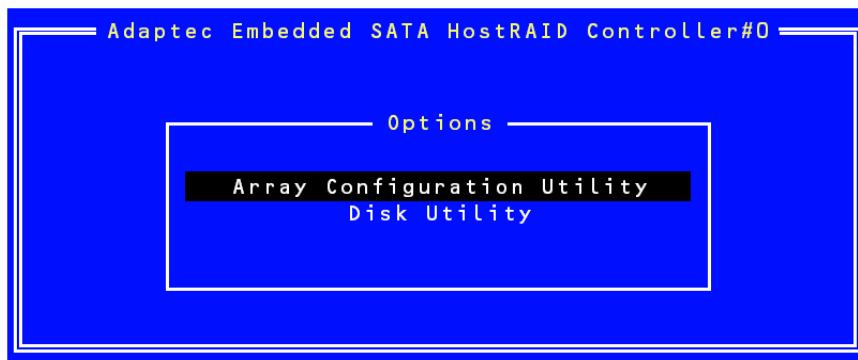 Adaptec Embedded SATA HostRAID Controller#0
Options
Array Configuration Utility
Disk Utility